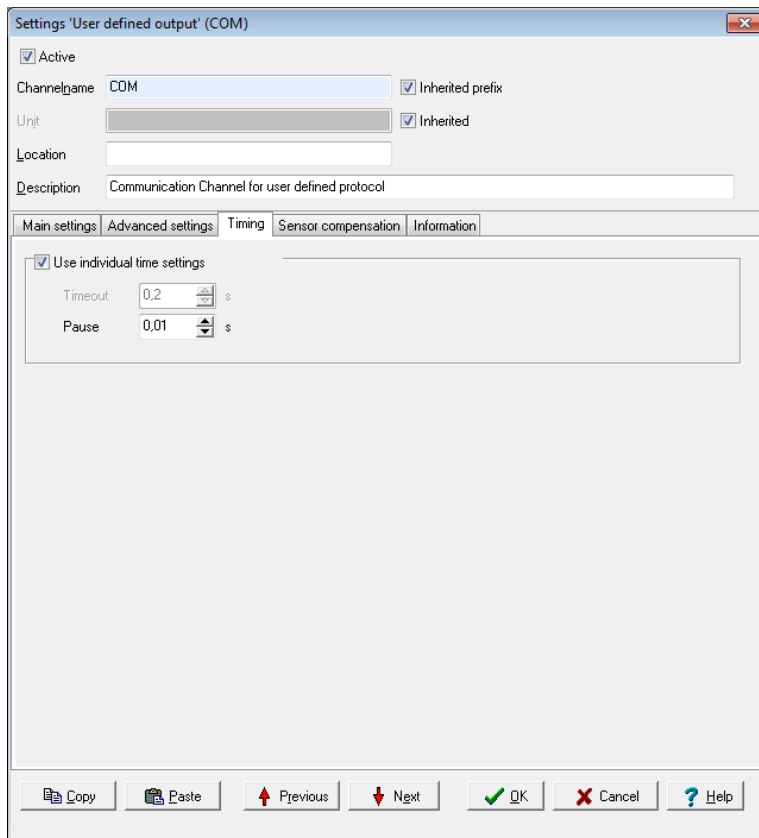 Settings 'User defined output' (COM)
Active
Channelname COM Inherited prefix
Unit Inherited
Location
Description Communication Channel for user defined protocol
Main settings Advanced settings Timing Sensor compensation Information
Use individual time settings
Timeout 0,2 s
Pause 0,01 s
Copy Paste Previous Next OK Cancel Help